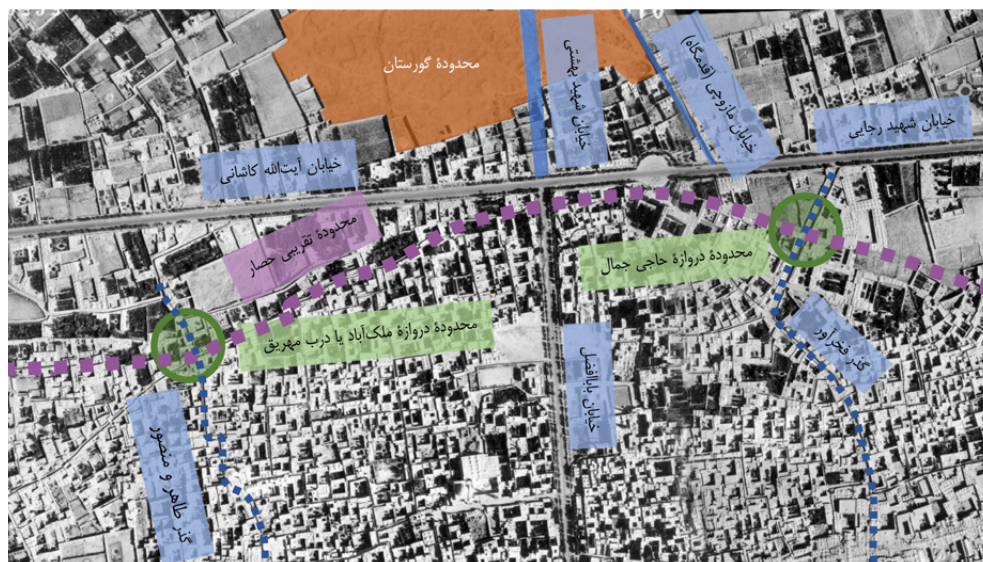 محدودهٔ گورستان
خیابان شهید بهشتی
خیابان مازوچی (قدمگاه)
خیابان شهید رجایی
خیابان آیت‌الله کاشانی
محدودهٔ تقریبی حصار
محدودهٔ دروازهٔ حاجی جمال
محدودهٔ دروازهٔ ملک‌آباد یا درب مهریق
گذر فخرآور
خیابان باباافضل
گذر طاهر و منصور